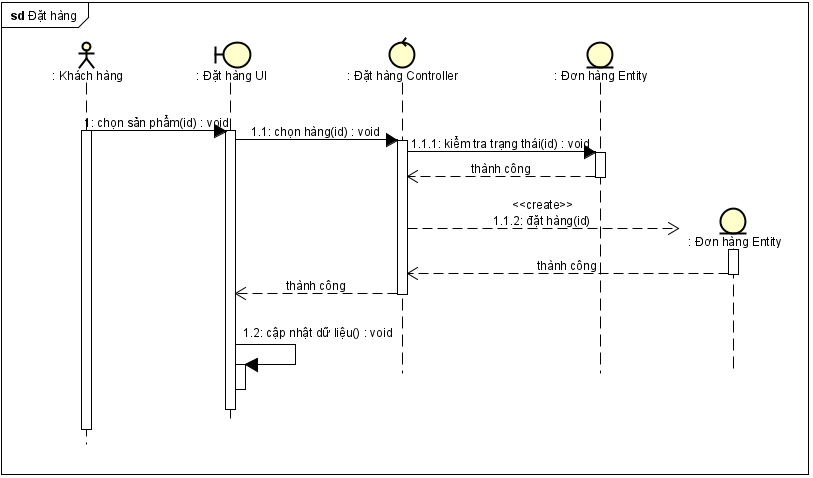 sd Đặt hàng
: Khách hàng
: Đặt hàng UI
: Đặt hàng Controller
: Đơn hàng Entity
1: chọn sản phẩm(id) : void
1.1: chọn hàng(id) : void
1.1.1: kiểm tra trạng thái(id) : void
thành công
<<create>>
1.1.2: đặt hàng(id)
: Đơn hàng Entity
thành công
thành công
1.2: cập nhật dữ liệu() : void